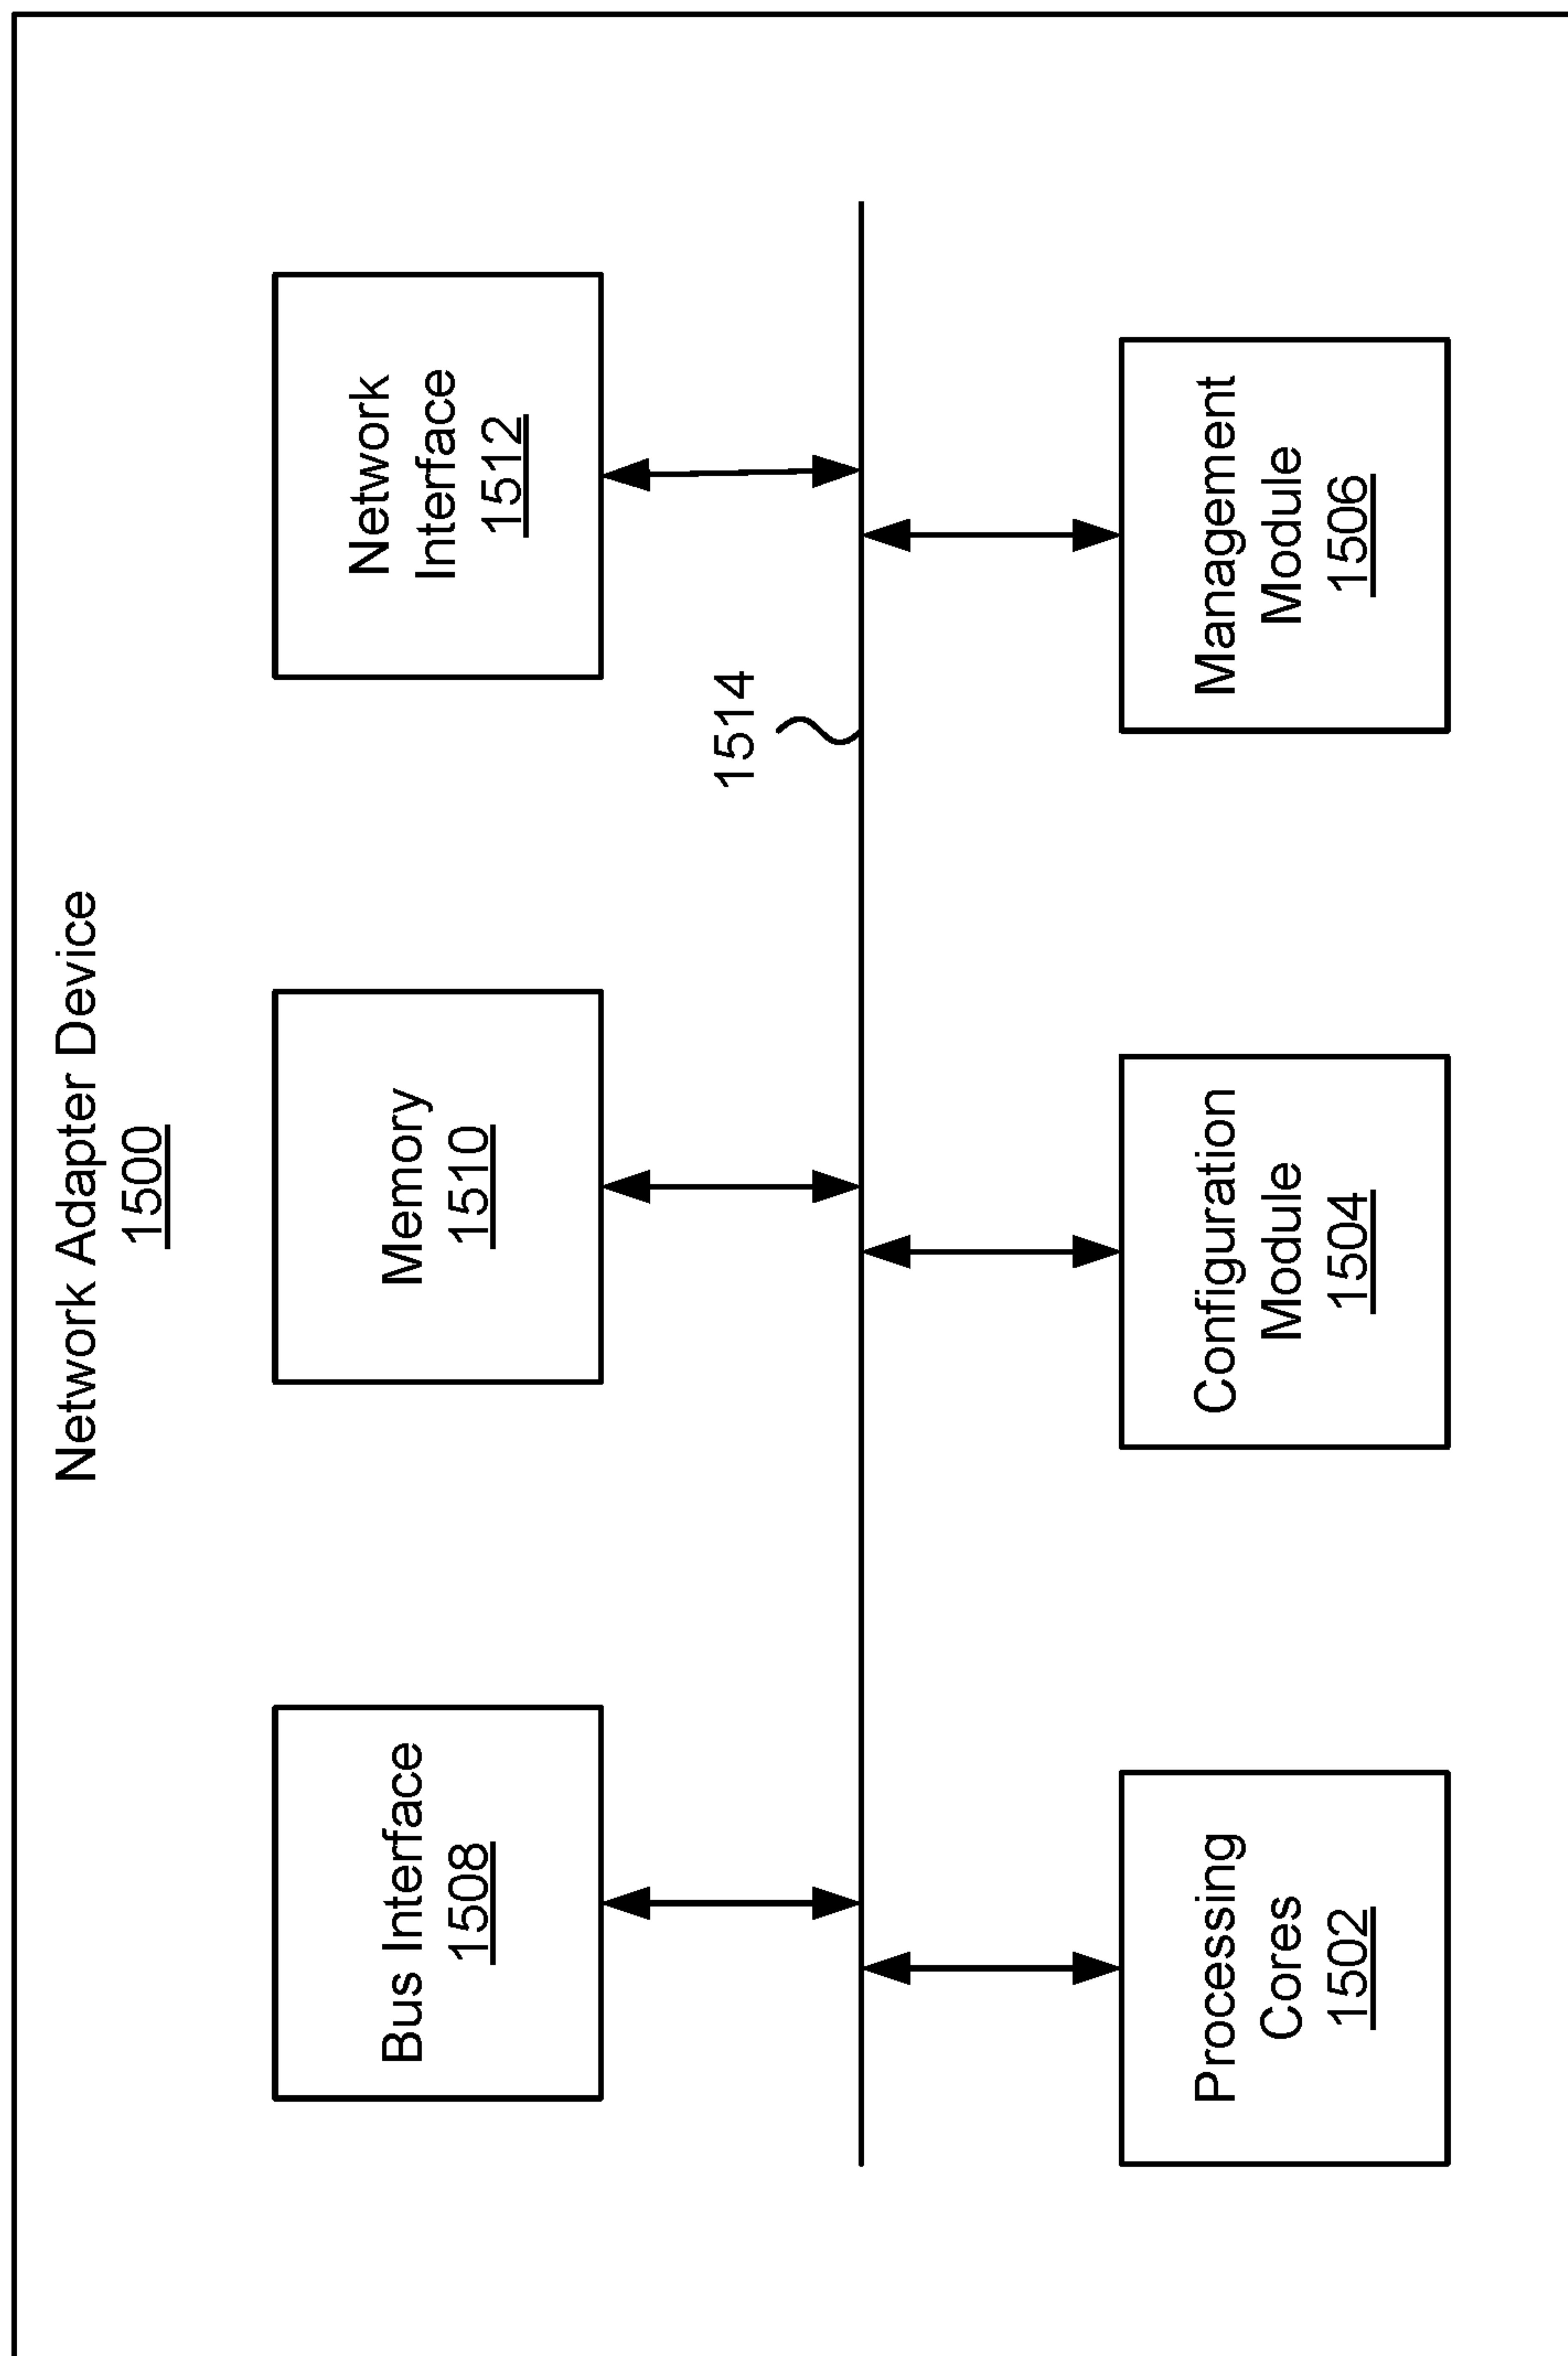 Network Adapter Device
1500
Bus Interface
1508
Memory
1510
Network
Interface
1512
1514
Processing
Cores
1502
Configuration
Module
1504
Management
Module
1506